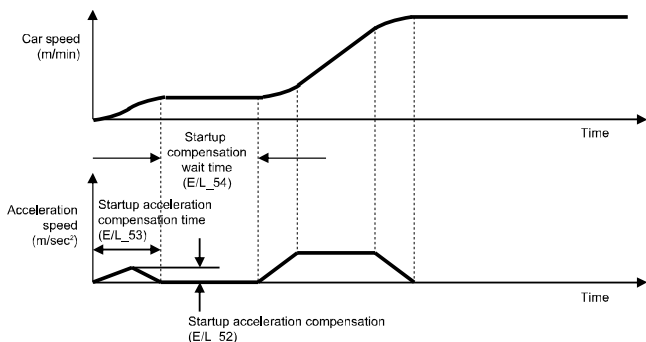 Car speed
(m/min)
Time
Startup
compensation
wait time
(E/L_54)
Acceleration
speed
(m/sec²)
Startup acceleration
compensation time
(E/L_53)
Time
Startup acceleration compensation
(E/L_52)